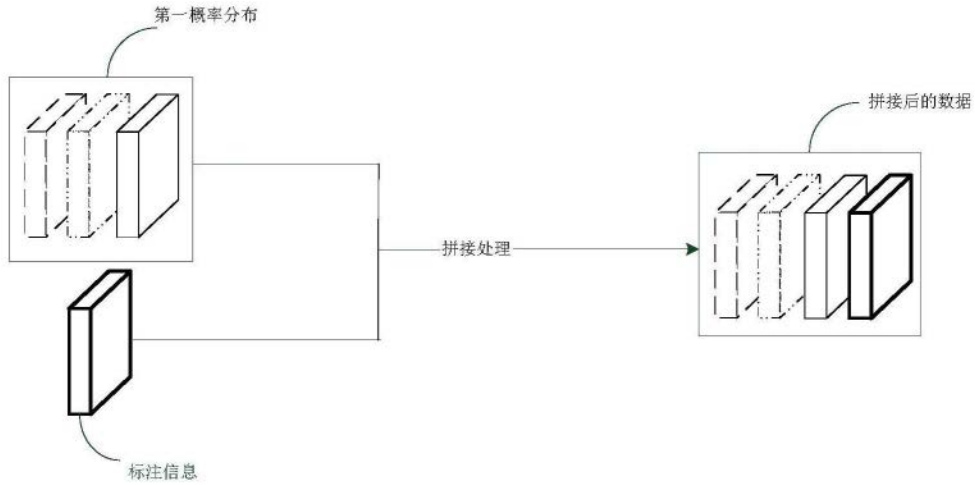 第一概率分布
拼接后的数据
拼接处理
标注信息